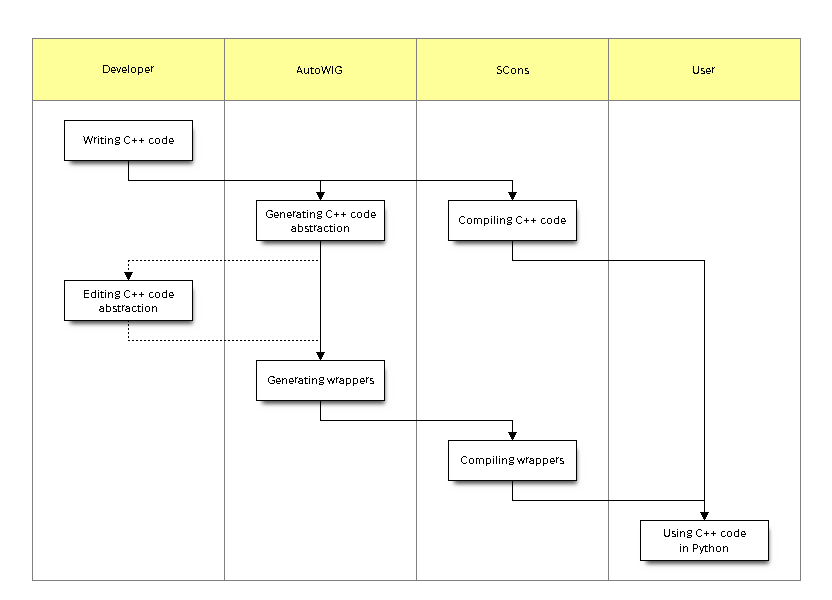 Developer
AutoWIG
SCons
User
Writing C++ code
Generating C++ code
abstraction
Compiling C++ code
Editing C++ code
abstraction
Generating wrappers
Compiling wrappers
Using C++ code
in Python